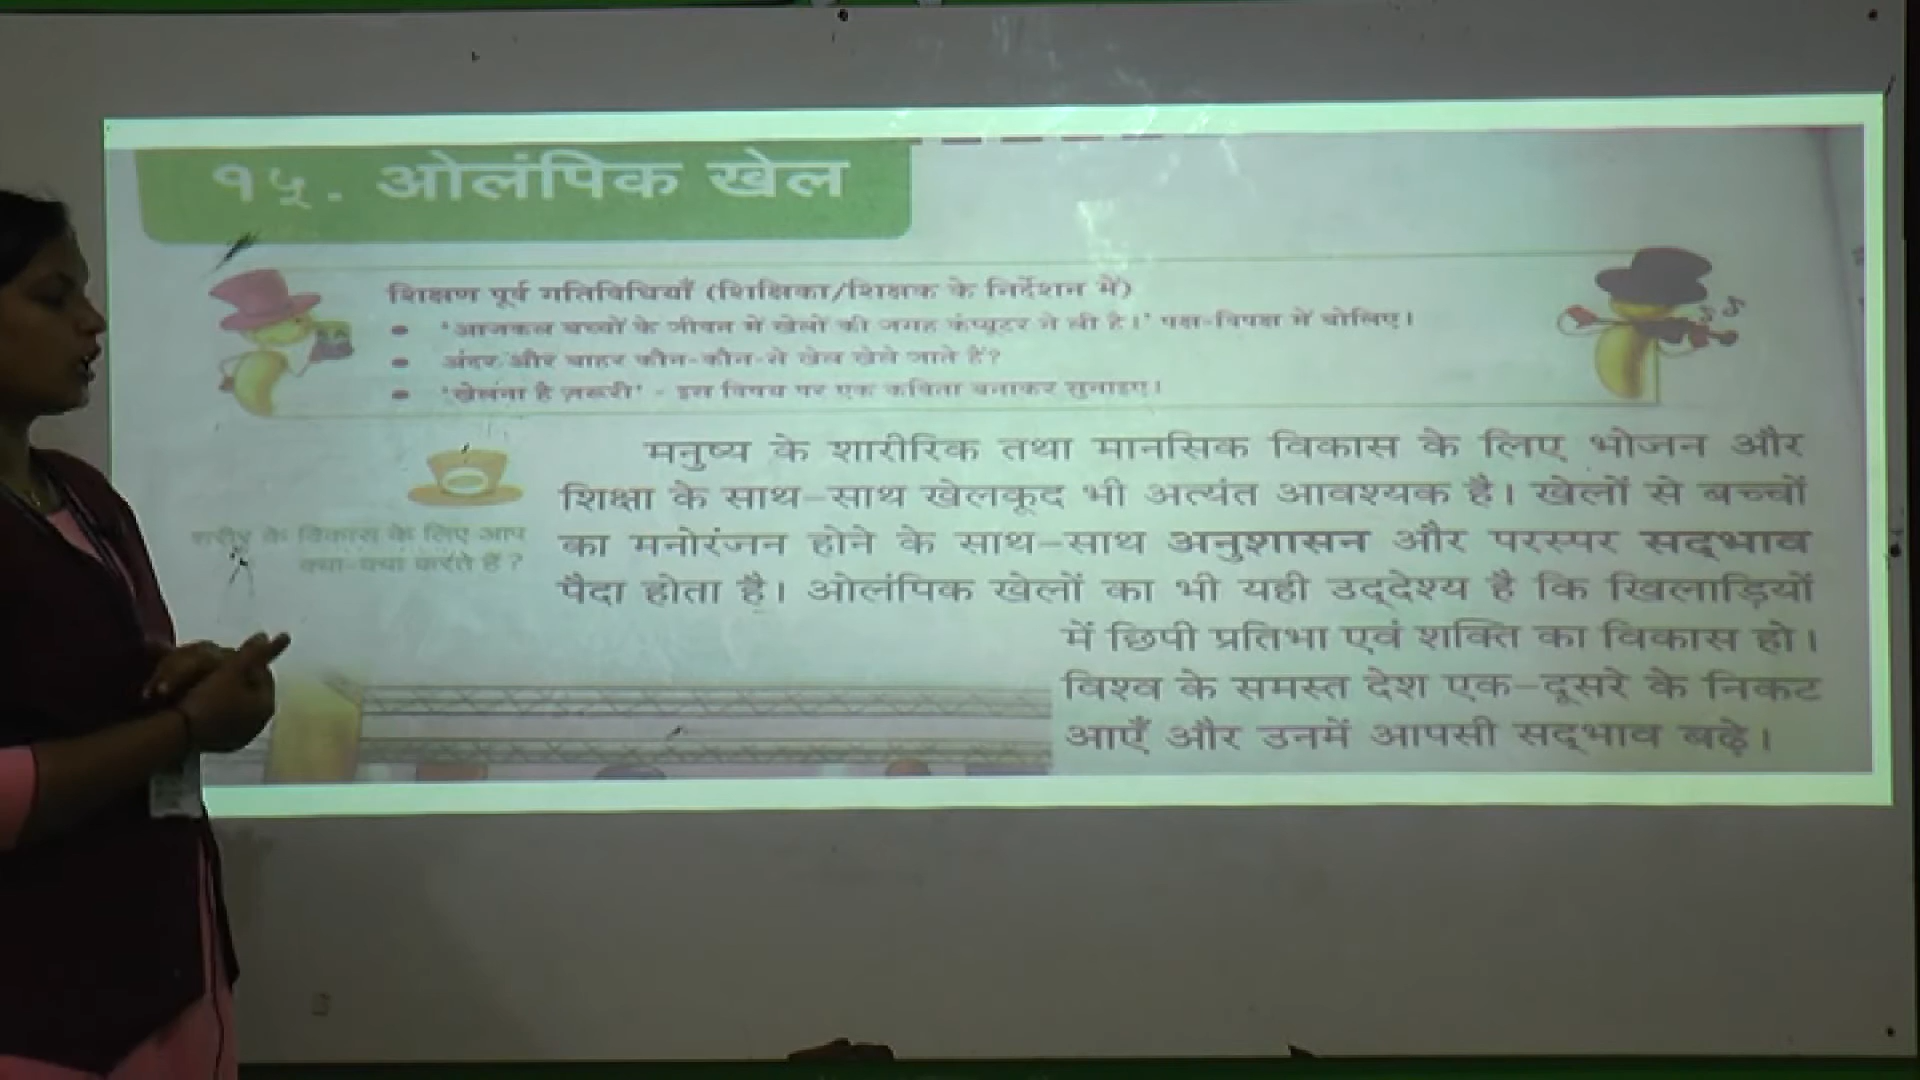 १५. ओलंपिक खेल
शिक्षण पूर्व गतिविधियाँ (शिक्षिका/शिक्षक के निर्देशन में)
• 'आजकल बच्चों के जीवन में खेलों की जगह कंप्यूटर ने ली है।' पक्ष-विपक्ष में बोलिए।
• अंदर और बाहर कौन-कौन-से खेल खेले जाते हैं?
• 'खेलना है ज़रूरी' - इस विषय पर एक कविता बनाकर सुनाइए।
मनुष्य के शारीरिक तथा मानसिक विकास के लिए भोजन और
शिक्षा के साथ-साथ खेलकूद भी अत्यंत आवश्यक है। खेलों से बच्चों
का मनोरंजन होने के साथ-साथ अनुशासन और परस्पर सद्‌भाव
पैदा होता है। ओलंपिक खेलों का भी यही उद्‌देश्य है कि खिलाड़ियों
में छिपी प्रतिभा एवं शक्ति का विकास हो।
विश्व के समस्त देश एक-दूसरे के निकट
आएँ और उनमें आपसी सद्‌भाव बढ़े।
शरीर के विकास के लिए आप
क्या-क्या करते हैं?